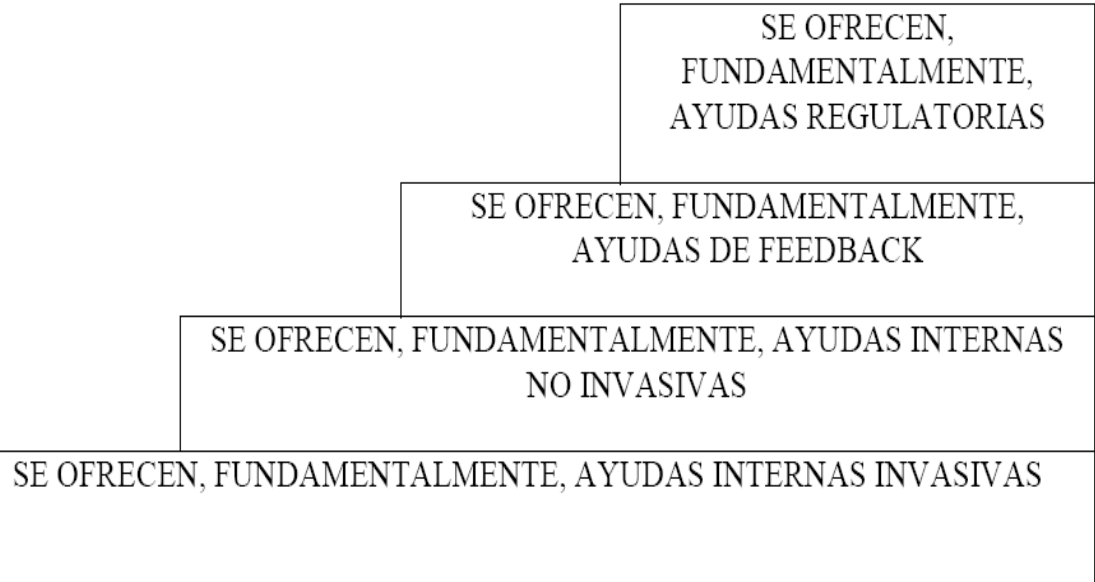 SE OFRECEN,
FUNDAMENTALMENTE,
AYUDAS REGULATORIAS
SE OFRECEN, FUNDAMENTALMENTE,
AYUDAS DE FEEDBACK
SE OFRECEN, FUNDAMENTALMENTE, AYUDAS INTERNAS
NO INVASIVAS
SE OFRECEN, FUNDAMENTALMENTE, AYUDAS INTERNAS INVASIVAS